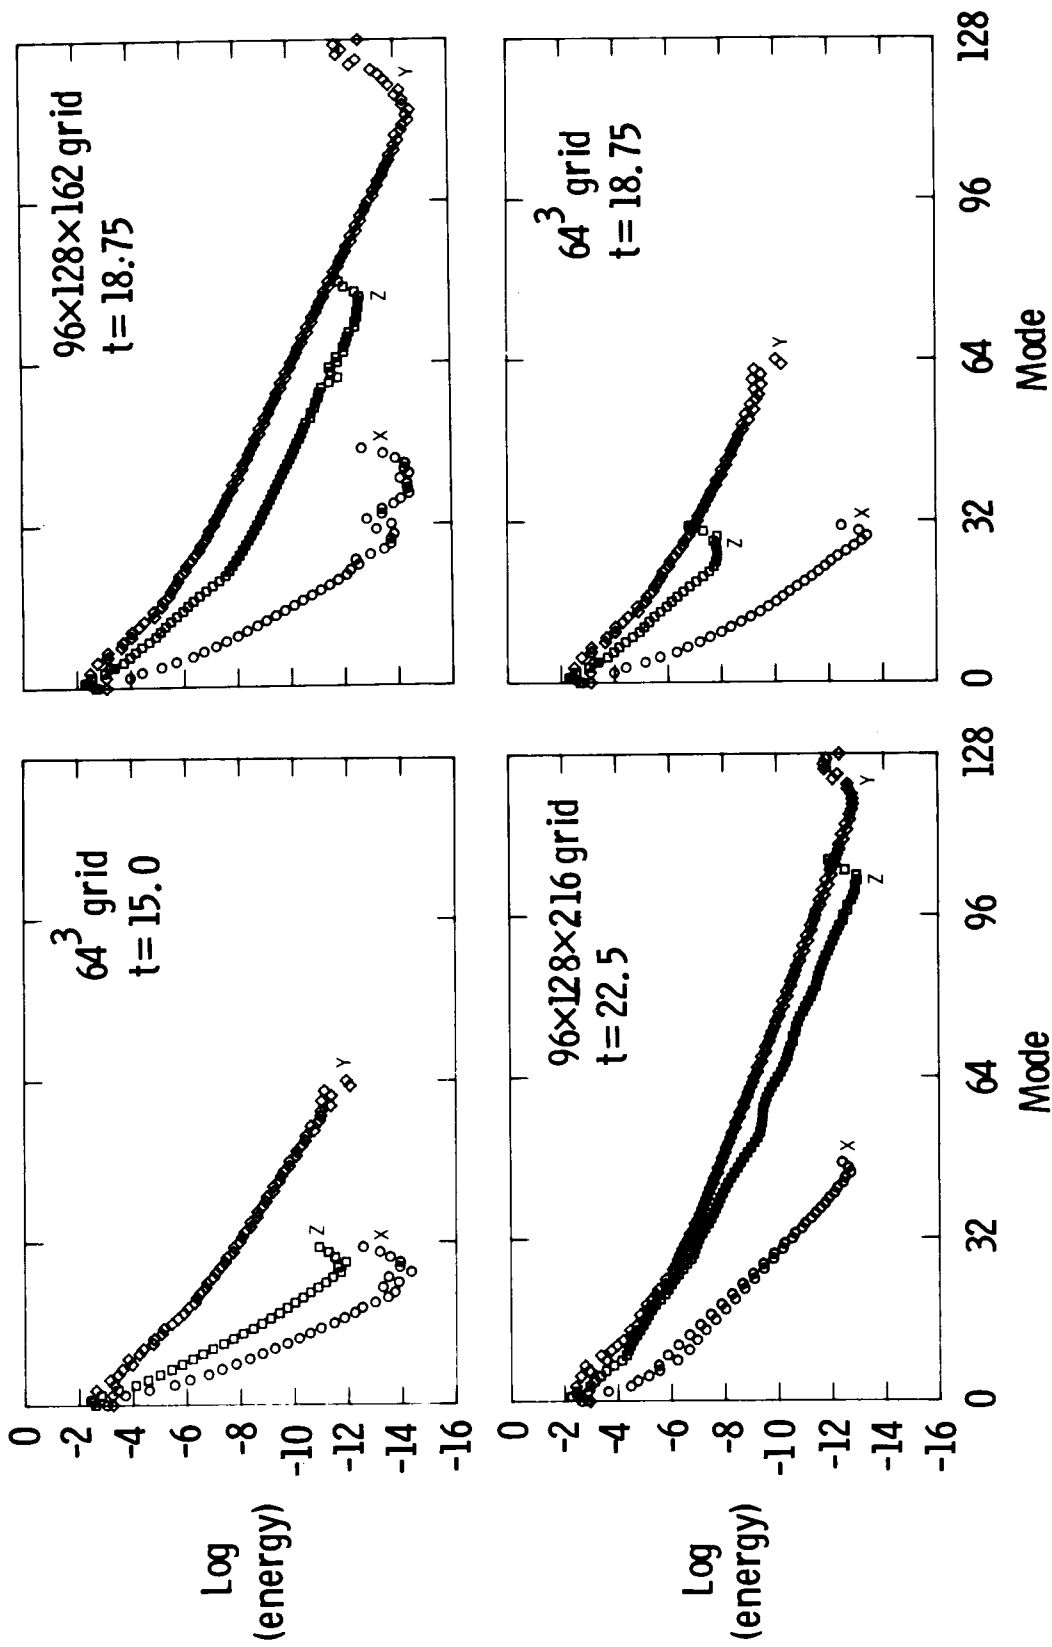 64³ grid
t=15.0
Z
X
Y
0
-2
-4
-6
-8
-10
-12
-14
-16
Log
(energy)
96×128×162 grid
t=18.75
X
Z
Y
96×128×216 grid
t=22.5
X
Z
Y
0
-2
-4
-6
-8
-10
-12
-14
-16
Log
(energy)
0
32
64
96
128
Mode
64³ grid
t=18.75
Z
X
Y
0
32
64
96
128
Mode